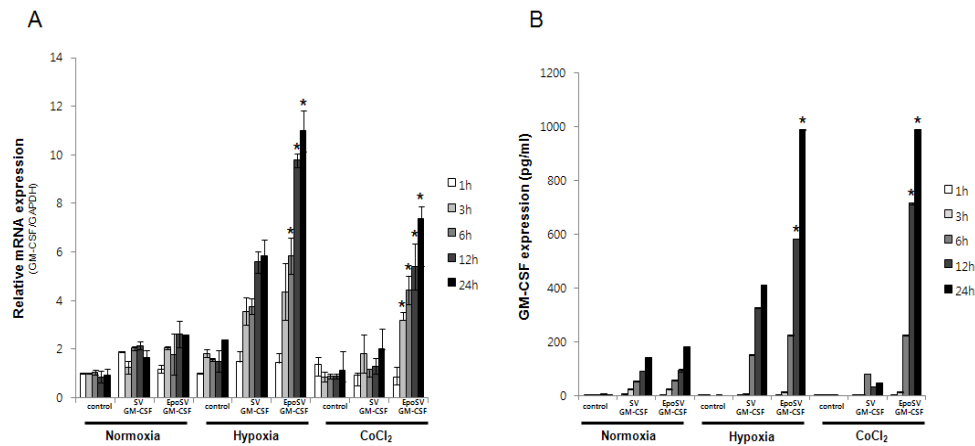 A
Relative mRNA expression
(GM-CSF/GAPDH)
14
12
10
8
6
4
2
0
* * * * * * *
1h
3h
6h
12h
24h
control
SV
GM-CSF
EpoSV
GM-CSF
control
SV
GM-CSF
EpoSV
GM-CSF
control
SV
GM-CSF
EpoSV
GM-CSF
Normoxia
Hypoxia
CoCl₂
B
GM-CSF expression (pg/ml)
1200
1000
800
600
400
200
0
* * * *
1h
3h
6h
12h
24h
control
SV
GM-CSF
EpoSV
GM-CSF
control
SV
GM-CSF
EpoSV
GM-CSF
control
SV
GM-CSF
EpoSV
GM-CSF
Normoxia
Hypoxia
CoCl₂